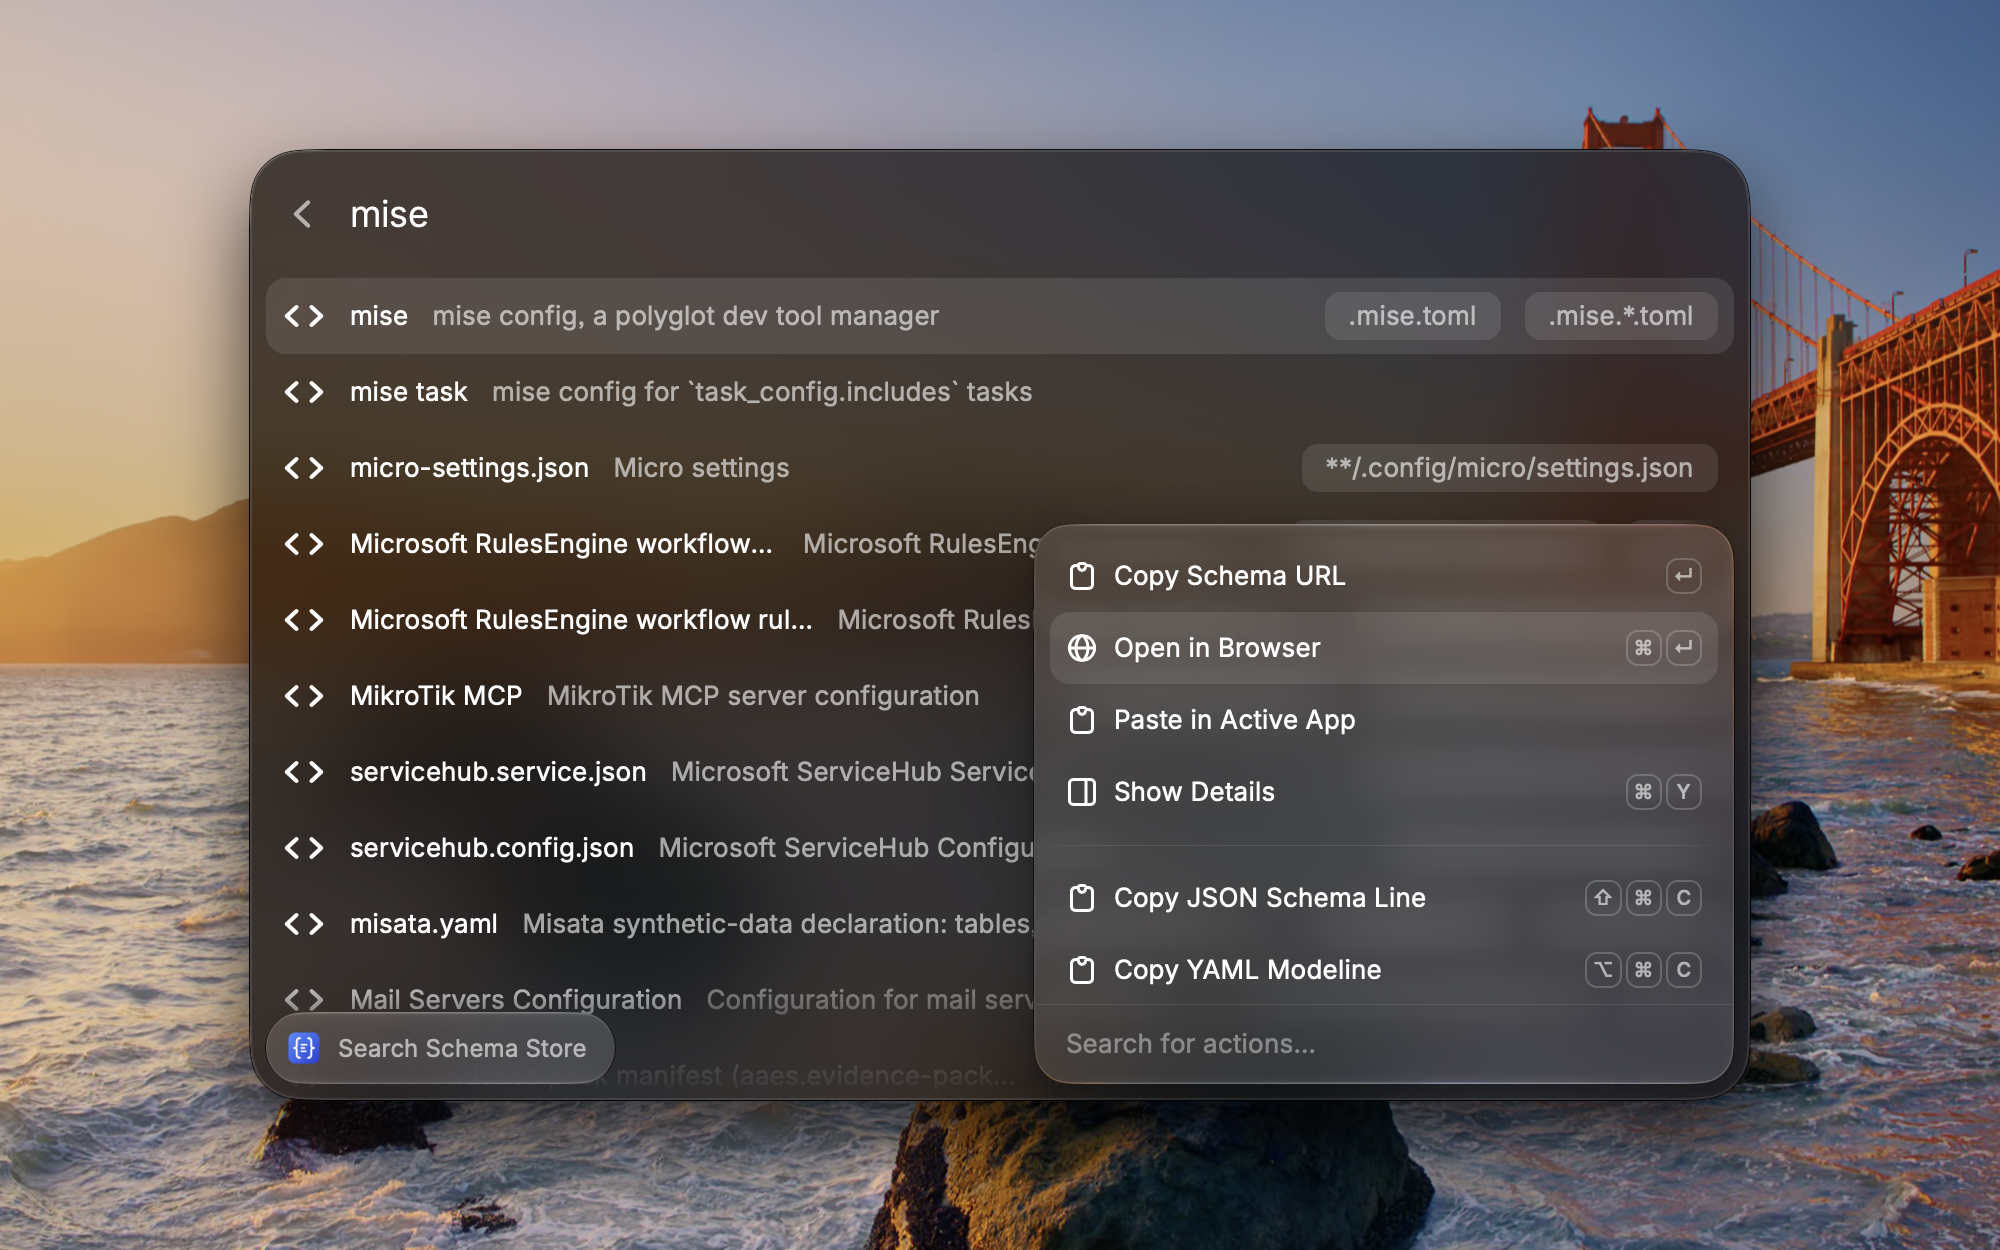 mise
mise mise config, a polyglot dev tool manager .mise.toml .mise.*.toml
mise task mise config for `task_config.includes` tasks
micro-settings.json Micro settings **/.config/micro/settings.json
Microsoft RulesEngine workflow... Microsoft RulesEng
Microsoft RulesEngine workflow rul... Microsoft Rules
MikroTik MCP MikroTik MCP server configuration
servicehub.service.json Microsoft ServiceHub Service
servicehub.config.json Microsoft ServiceHub Configu
misata.yaml Misata synthetic-data declaration: tables,
Mail Servers Configuration Configuration for mail serv
manifest (aaes.evidence-pack...
Search Schema Store
Copy Schema URL ↵
Open in Browser ⌘ ↵
Paste in Active App
Show Details ⌘ Y
Copy JSON Schema Line ⇧ ⌘ C
Copy YAML Modeline ⌥ ⌘ C
Search for actions...